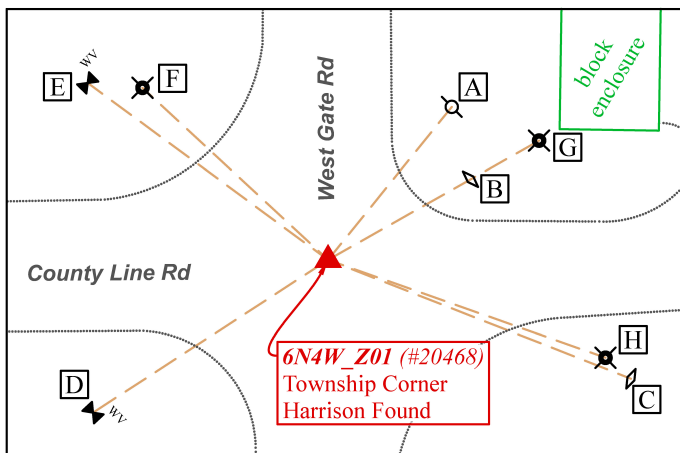 WV
E
F
A
block
enclosure
G
B
West Gate Rd
County Line Rd
6N4W_Z01 (#20468)
Township Corner
Harrison Found
H
C
D
WV